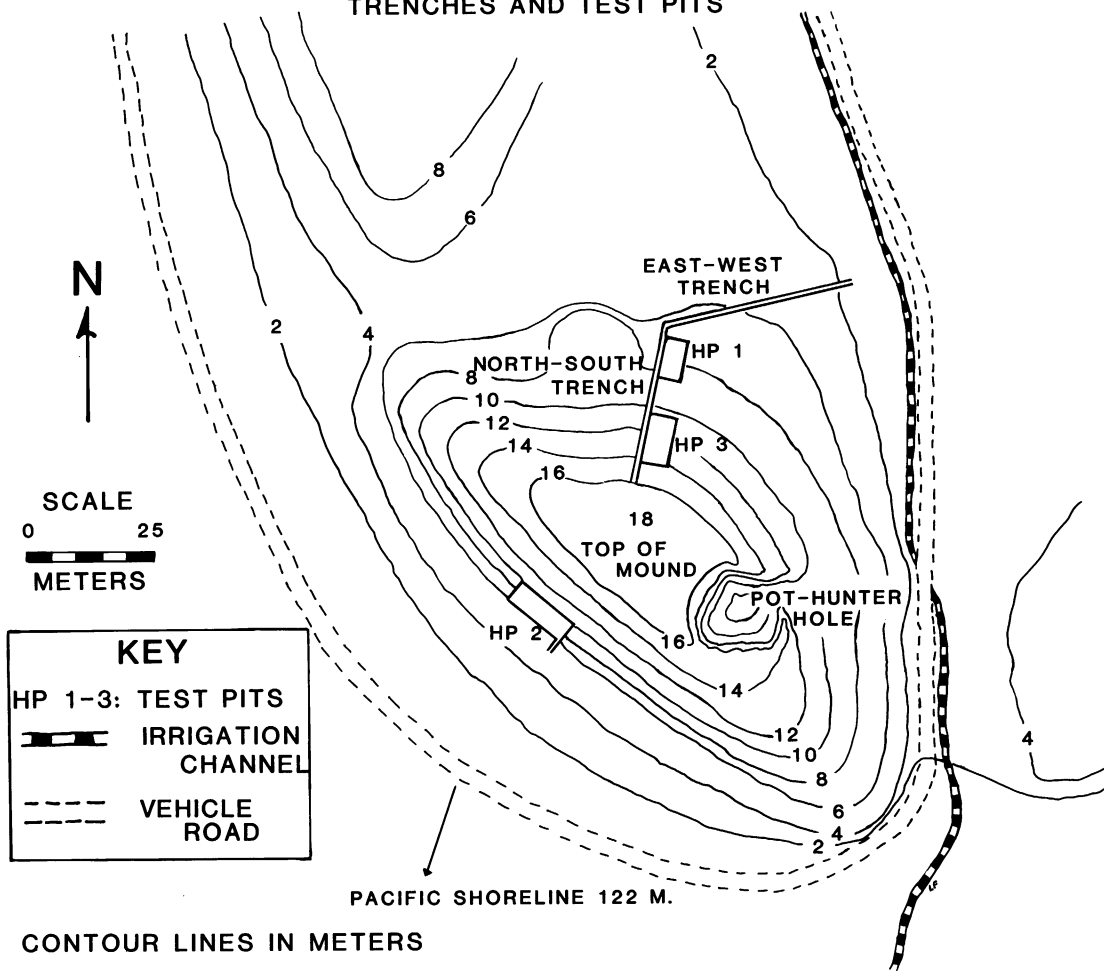 TRENCHES AND TEST PITS
2
8
6
N
EAST-WEST
TRENCH
2
4
HP 1
NORTH-SOUTH
TRENCH
8
10
12
14
16
HP 3
SCALE
0 25
METERS
18
TOP OF
MOUND
POT-HUNTER
HOLE
HP 2
16
14
12
10
8
6
4
2
4
KEY
HP 1-3: TEST PITS
IRRIGATION
CHANNEL
VEHICLE
ROAD
PACIFIC SHORELINE 122 M.
CONTOUR LINES IN METERS